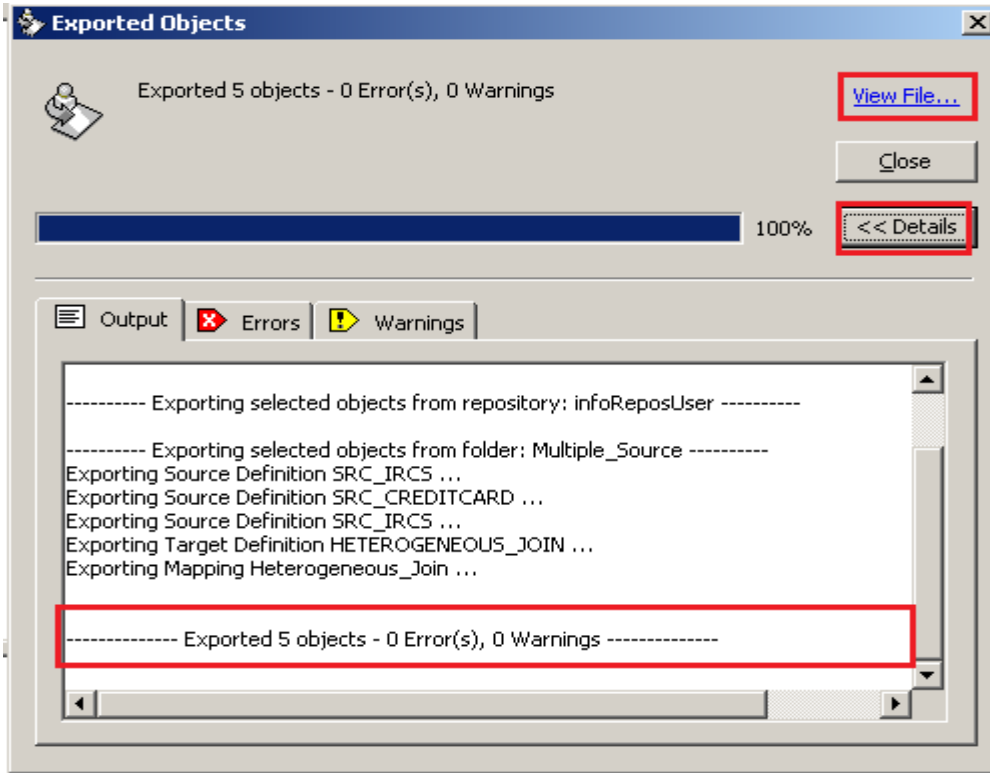 Exported Objects
Exported 5 objects - 0 Error(s), 0 Warnings
View File...
Close
100%
<< Details
Output
Errors
Warnings
---------- Exporting selected objects from repository: infoReposUser ----------
---------- Exporting selected objects from folder: Multiple_Source ----------
Exporting Source Definition SRC_IRCS ...
Exporting Source Definition SRC_CREDITCARD ...
Exporting Source Definition SRC_IRCS ...
Exporting Target Definition HETEROGENEOUS_JOIN ...
Exporting Mapping Heterogeneous_Join ...
-------------- Exported 5 objects - 0 Error(s), 0 Warnings --------------